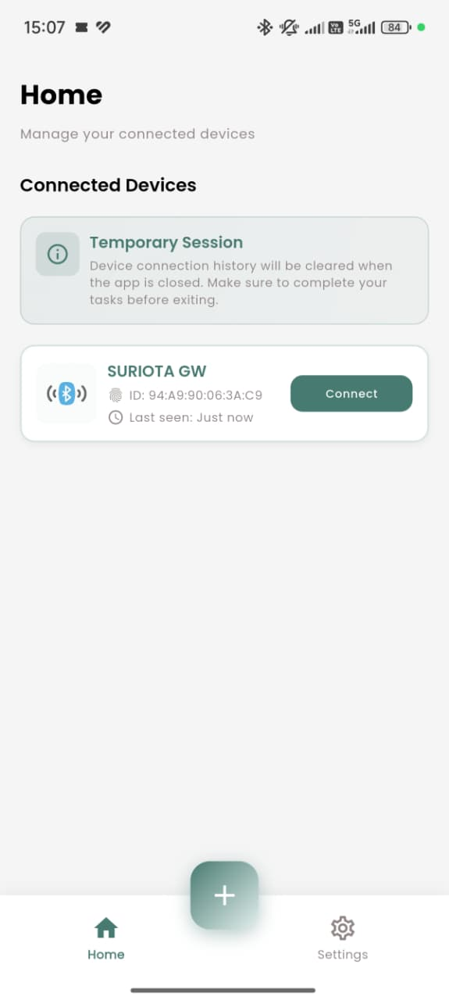 15:07
Vo
LTE
5G
84
Home
Manage your connected devices
Connected Devices
Temporary Session
Device connection history will be cleared when
the app is closed. Make sure to complete your
tasks before exiting.
SURIOTA GW
ID: 94:A9:90:06:3A:C9
Last seen: Just now
Connect
Home
Settings